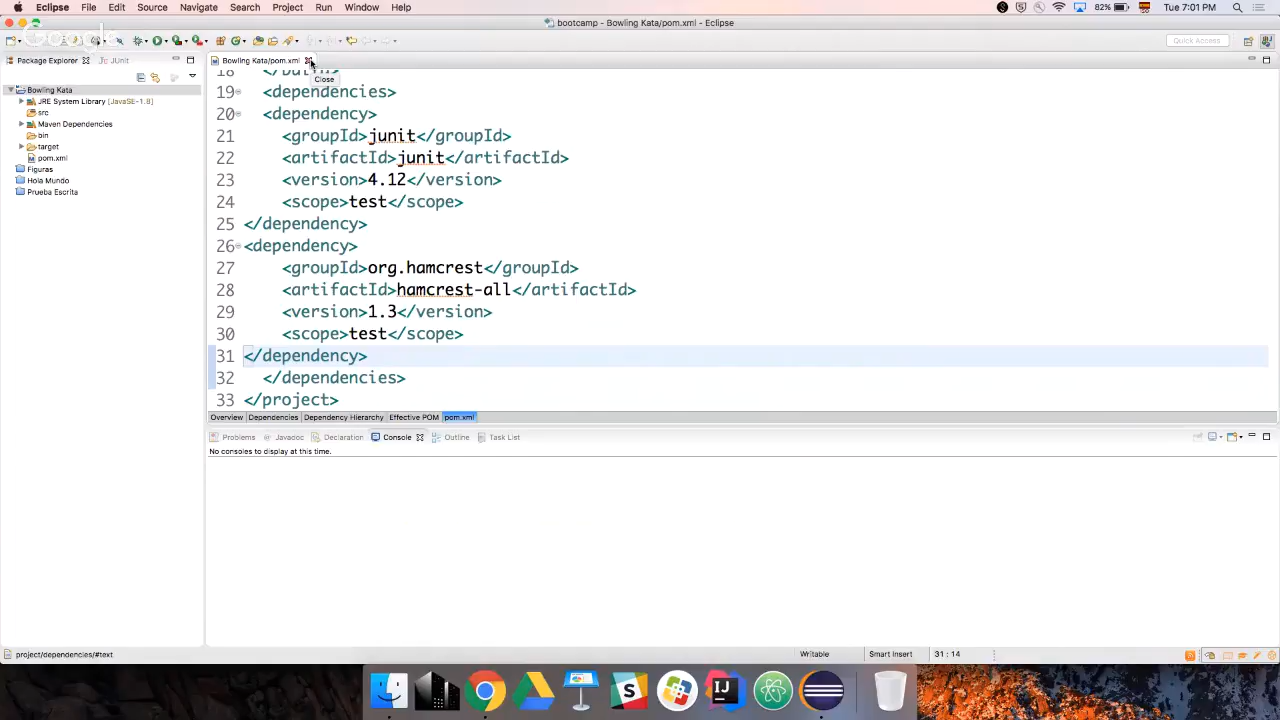 Eclipse File Edit Source Navigate Search Project Run Window Help 82% Tue 7:01 PM
bootcamp - Bowling Kata/pom.xml - Eclipse
Quick Access
Package Explorer JUnit
Bowling Kata/pom.xml
Close
Bowling Kata
JRE System Library [JavaSE-1.8]
src
Maven Dependencies
bin
target
pom.xml
Figuras
Hola Mundo
Prueba Escrita
18
19 <dependencies>
20 <dependency>
21 <groupId>junit</groupId>
22 <artifactId>junit</artifactId>
23 <version>4.12</version>
24 <scope>test</scope>
25 </dependency>
26 <dependency>
27 <groupId>org.hamcrest</groupId>
28 <artifactId>hamcrest-all</artifactId>
29 <version>1.3</version>
30 <scope>test</scope>
31 </dependency>
32 </dependencies>
33 </project>
Overview Dependencies Dependency Hierarchy Effective POM pom.xml
Problems Javadoc Declaration Console Outline Task List
No consoles to display at this time.
project/dependencies/#text Writable Smart Insert 31 : 14